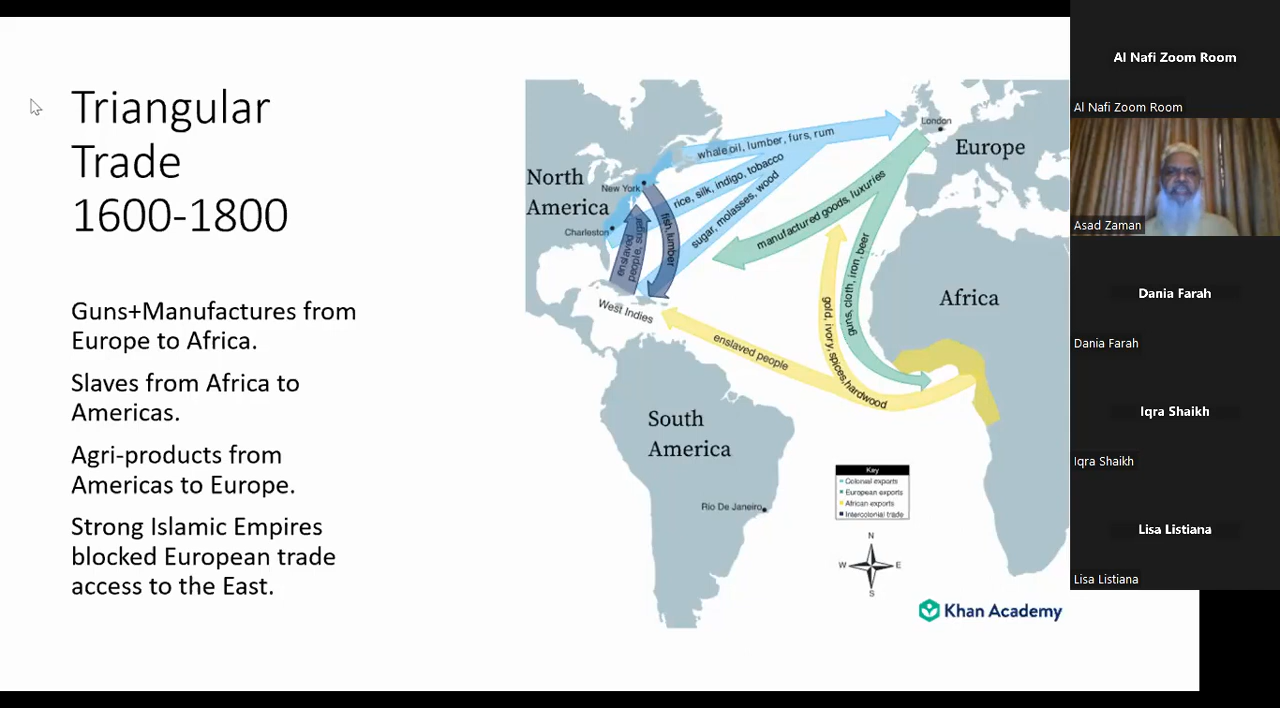 Triangular
Trade
1600-1800
Guns+Manufactures from
Europe to Africa.
Slaves from Africa to
Americas.
Agri-products from
Americas to Europe.
Strong Islamic Empires
blocked European trade
access to the East.
North
America
New York
Charleston
West Indies
South
America
Rio De Janeiro
London
Europe
Africa
whale oil, lumber, furs, rum
rice, silk, indigo, tobacco
sugar, molasses, wood
manufactured goods, luxuries
fish, lumber
enslaved
people, sugar
guns, cloth, iron, beer
gold, ivory, spices, hardwood
enslaved people
Key
Colonial exports
European exports
African exports
Intercolonial trade
N
W
E
S
Khan Academy
Al Nafi Zoom Room
Al Nafi Zoom Room
Asad Zaman
Dania Farah
Dania Farah
Iqra Shaikh
Iqra Shaikh
Lisa Listiana
Lisa Listiana